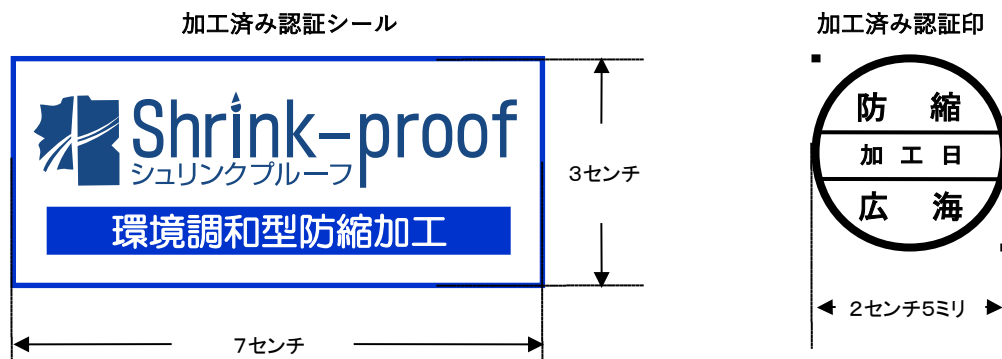 加工済み認証シール
Shrink-proof
シュリンクプルーフ
環境調和型防縮加工
3センチ
7センチ
加工済み認証印
防 縮
加 工 日
広 海
2センチ5ミリ